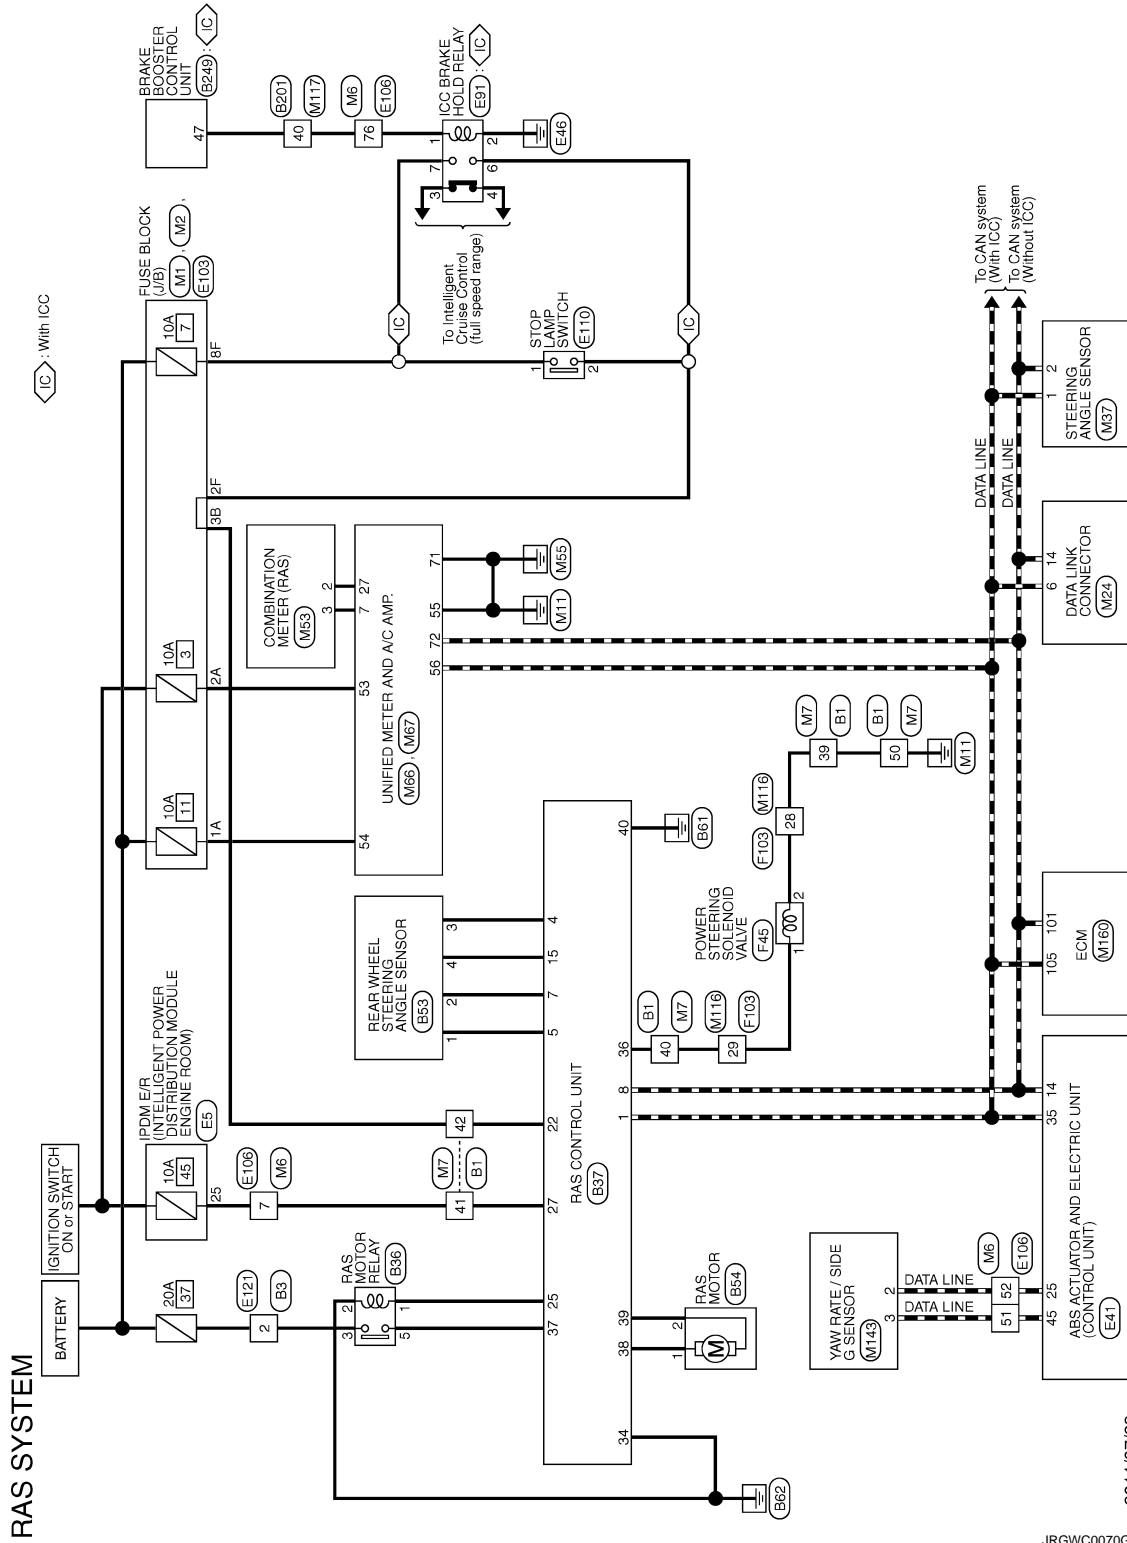 RAS SYSTEM
BATTERY
IGNITION SWITCH
ON or START
IC : With ICC
20A
37
E121
2
B3
RAS
MOTOR
RELAY
B36
2
3
1
5
IPDM E/R
(INTELLIGENT POWER
DISTRIBUTION MODULE
ENGINE ROOM)
E5
10A
45
25
E106
7
M6
M7
41
42
B1
FUSE BLOCK
(J/B)
M1 , M2 ,
E103
10A
11
1A
10A
3
2A
3B
2F
10A
7
8F
BRAKE
BOOSTER
CONTROL
UNIT
B249 : IC
47
B201
40
M117
M6
76
E106
ICC BRAKE
HOLD RELAY
E91 : IC
1
7
3
2
6
4
E46
To Intelligent
Cruise Control
(full speed range)
IC
IC
STOP
LAMP
SWITCH
E110
1
2
COMBINATION
METER (RAS)
M53
3
2
UNIFIED METER AND A/C AMP.
M66 , M67
54
53
7
27
56
72
55
71
M11
M55
REAR WHEEL
STEERING
ANGLE SENSOR
B53
1
2
4
3
RAS CONTROL UNIT
B37
37
25
27
22
5
7
15
4
34
38
39
1
8
36
40
B61
B62
RAS
MOTOR
B54
1
2
M
B1
40
M7
M116
29
F103
POWER
STEERING
SOLENOID
VALVE
F45
1
2
F103
28
M116
M7
39
B1
B1
50
M7
M11
YAW RATE / SIDE
G SENSOR
M143
3
2
DATA LINE
DATA LINE
M6
51
52
E106
45
25
35
14
ABS ACTUATOR AND ELECTRIC UNIT
(CONTROL UNIT)
E41
105
101
ECM
M160
6
14
DATA LINK
CONNECTOR
M24
DATA LINE
DATA LINE
1
2
STEERING
ANGLE SENSOR
M37
To CAN system
(With ICC)
To CAN system
(Without ICC)
JRGWC0070G